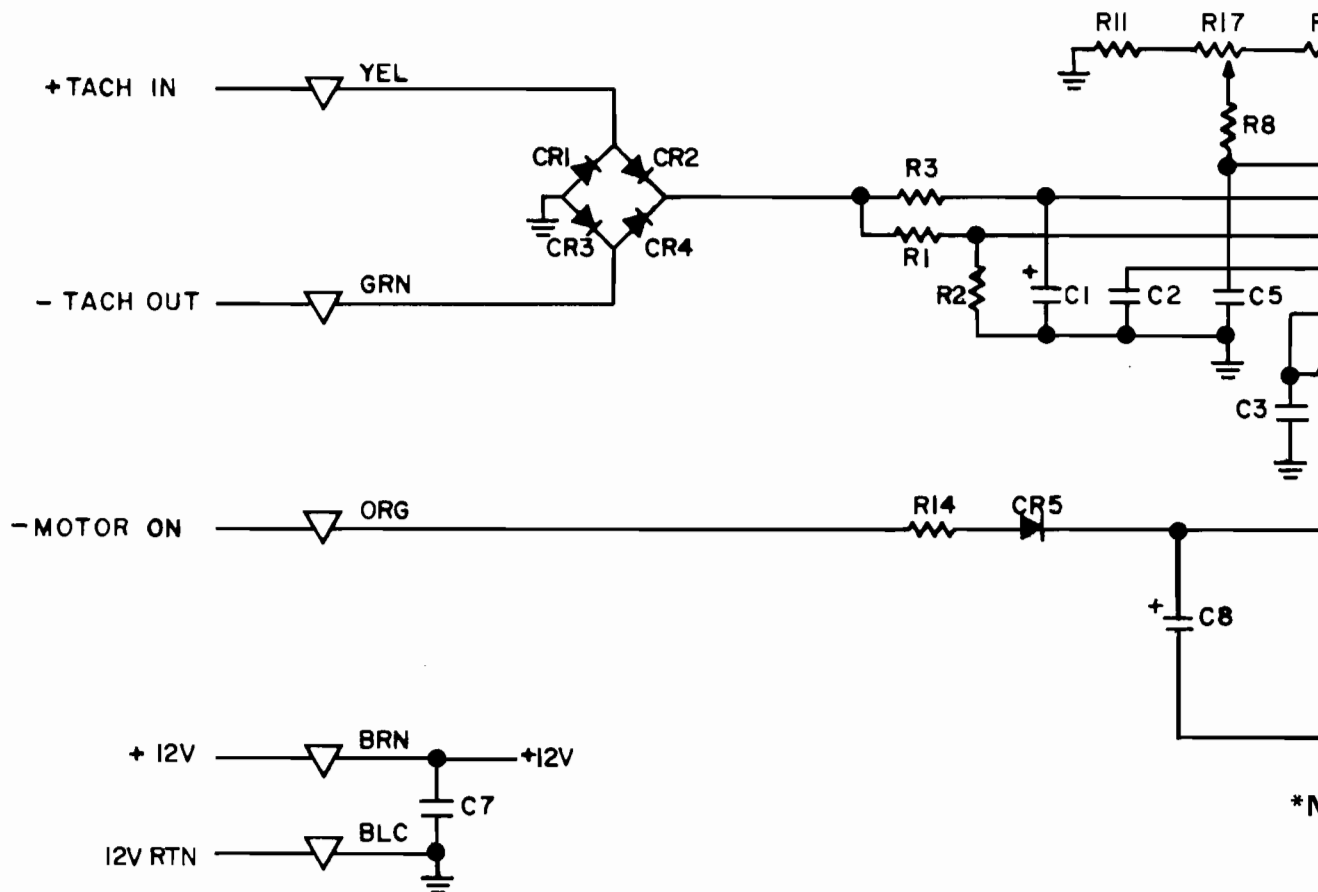 R11 R17
+TACH IN YEL
R8
CR1 CR2
R3
CR3 CR4
R1
-TACH OUT GRN
R2 + C1 C2 C5
C3
-MOTOR ON ORG R14 CR5
+ C8
+12V BRN +12V
C7
*N
12V RTN BLC